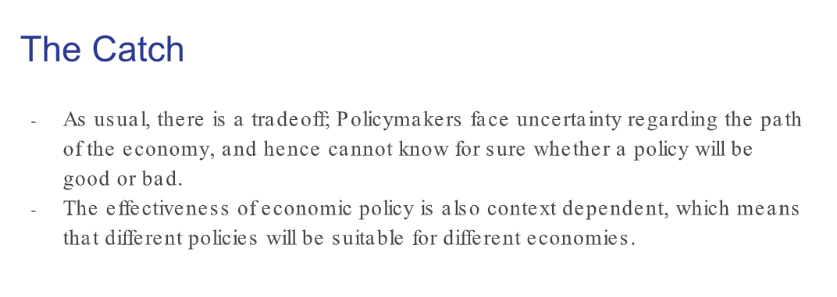 The Catch
- As usual, there is a tradeoff; Policymakers face uncertainty regarding the path
of the economy, and hence cannot know for sure whether a policy will be
good or bad.
- The effectiveness of economic policy is also context dependent, which means
that different policies will be suitable for different economies.